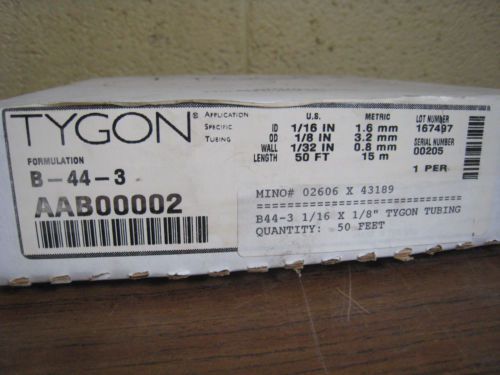 TYGON® APPLICATION SPECIFIC TUBING
FORMULATION
B-44-3
AAB00002
U.S. METRIC
ID 1/16 IN 1.6 mm
OD 1/8 IN 3.2 mm
WALL 1/32 IN 0.8 mm
LENGTH 50 FT 15 m
LOT NUMBER
167497
SERIAL NUMBER
00205
1 PER
MINO# 02606 X 43189
================================
B44-3 1/16 X 1/8" TYGON TUBING
QUANTITY: 50 FEET